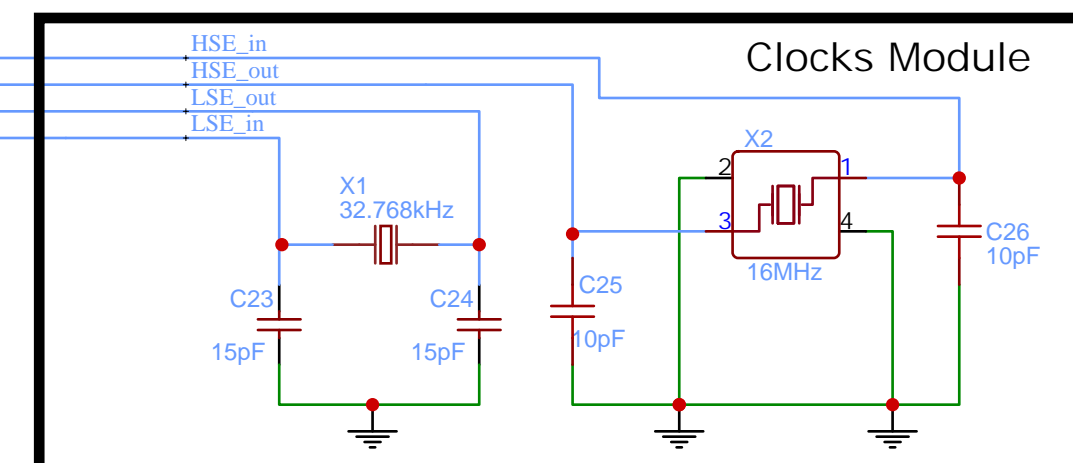 HSE_in
HSE_out
LSE_out
LSE_in
Clocks Module
X1
32.768kHz
X2
2
1
3
4
16MHz
C23
15pF
C24
15pF
C25
10pF
C26
10pF